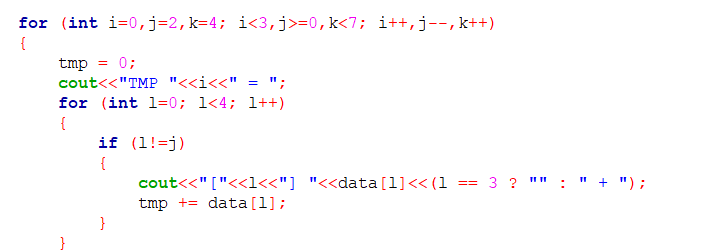 for (int i=0,j=2,k=4; i<3,j>=0,k<7; i++,j--,k++)
{
tmp = 0;
cout<<"TMP "<<i<<" = ";
for (int l=0; l<4; l++)
{
if (l!=j)
{
cout<<"["<<l<<"] "<<data[l]<<(l == 3 ? "" : " + ");
tmp += data[l];
}
}